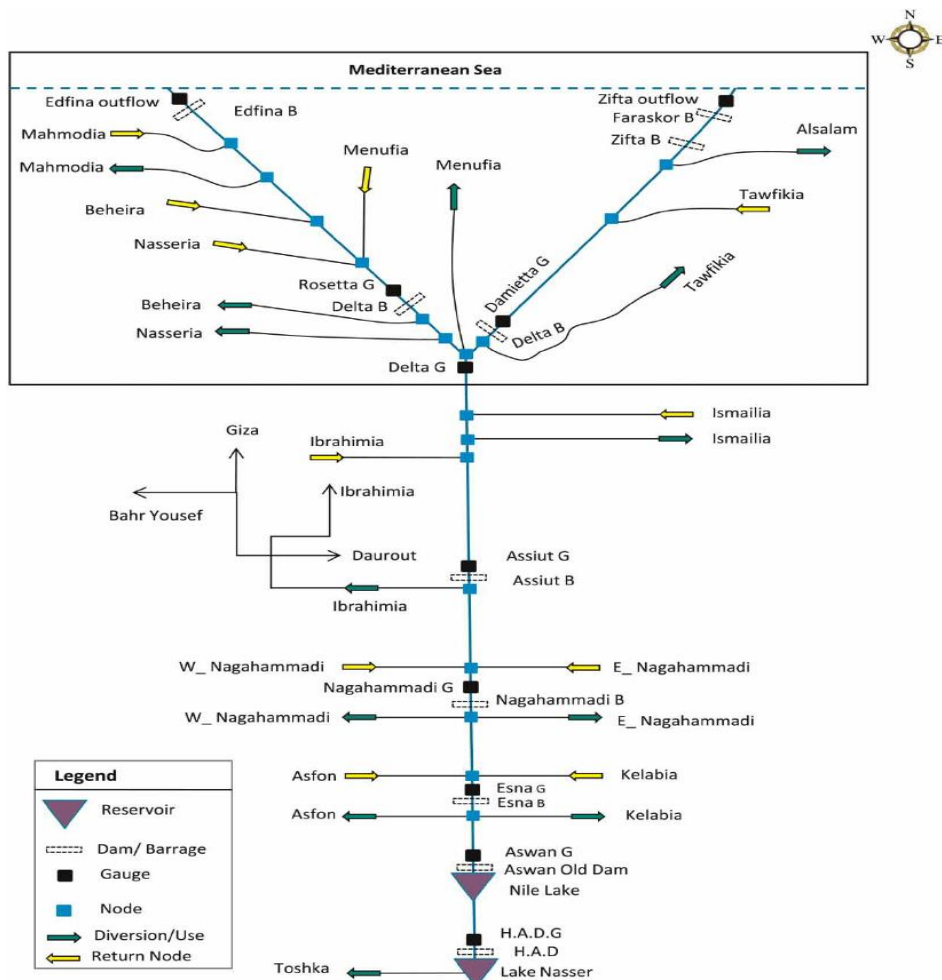 N
W E
S
Mediterranean Sea
Edfina outflow
Edfina B
Zifta outflow
Faraskor B
Mahmodia
Zifta B
Alsalam
Menufia
Menufia
Mahmodia
Beheira
Tawfikia
Nasseria
Rosetta G
Damietta G
Tawfikia
Beheira
Delta B
Delta B
Nasseria
Delta G
Ismailia
Giza
Ibrahimia
Ismailia
Ibrahimia
Bahr Yousef
Daurout
Assiut G
Assiut B
Ibrahimia
W_ Nagahammadi
E_ Nagahammadi
Nagahammadi G
Nagahammadi B
W_ Nagahammadi
E_ Nagahammadi
Asfon
Kelabia
Esna G
Esna B
Asfon
Kelabia
Aswan G
Aswan Old Dam
Nile Lake
H.A.D.G
H.A.D
Toshka
Lake Nasser
Legend
Reservoir
Dam/ Barrage
Gauge
Node
Diversion/Use
Return Node